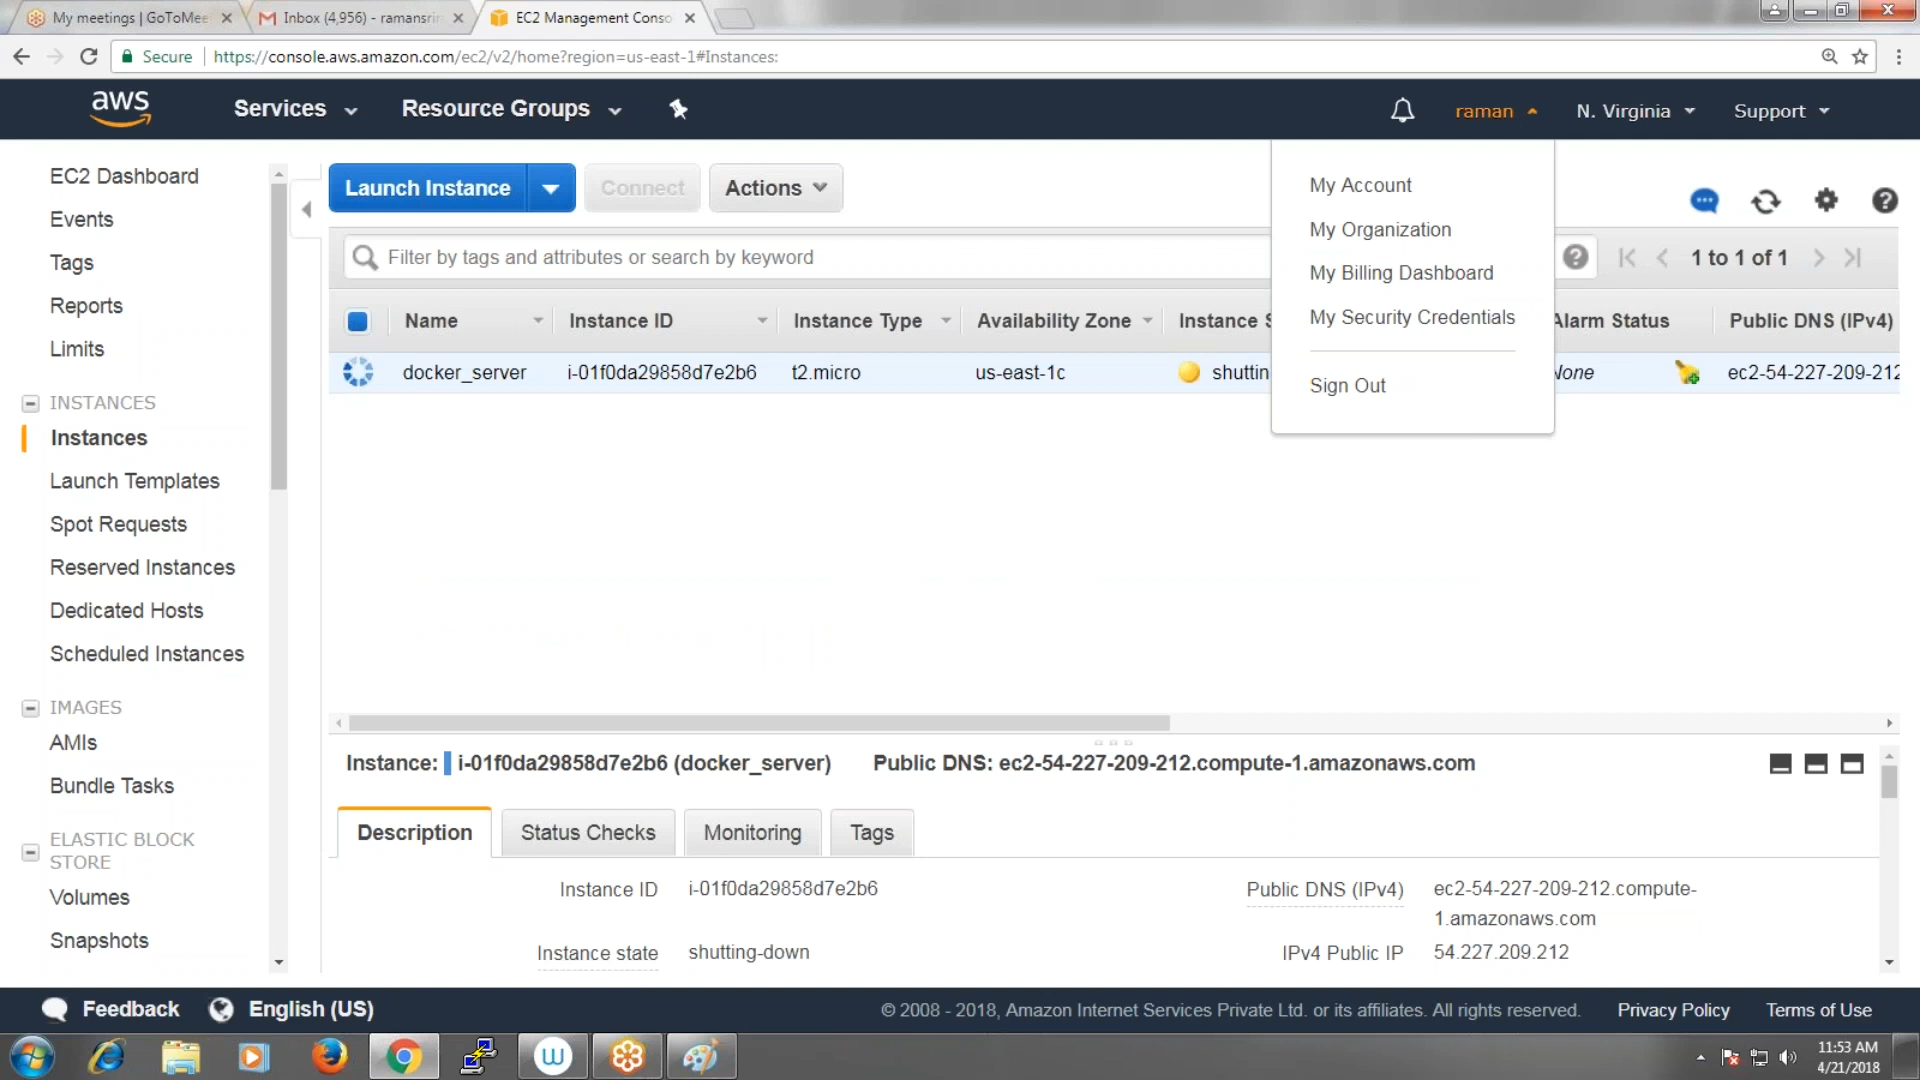 My meetings | GoToMee
Inbox (4,956) - ramansrin
EC2 Management Conso
Secure
https://console.aws.amazon.com/ec2/v2/home?region=us-east-1#Instances:
aws
Services
Resource Groups
raman
N. Virginia
Support
My Account
My Organization
My Billing Dashboard
My Security Credentials
Sign Out
EC2 Dashboard
Events
Tags
Reports
Limits
INSTANCES
Instances
Launch Templates
Spot Requests
Reserved Instances
Dedicated Hosts
Scheduled Instances
IMAGES
AMIs
Bundle Tasks
ELASTIC BLOCK
STORE
Volumes
Snapshots
Launch Instance
Connect
Actions
Filter by tags and attributes or search by keyword
1 to 1 of 1
Name
Instance ID
Instance Type
Availability Zone
Instance S
Alarm Status
Public DNS (IPv4)
docker_server
i-01f0da29858d7e2b6
t2.micro
us-east-1c
shuttin
None
ec2-54-227-209-212
Instance: i-01f0da29858d7e2b6 (docker_server)
Public DNS: ec2-54-227-209-212.compute-1.amazonaws.com
Description
Status Checks
Monitoring
Tags
Instance ID
i-01f0da29858d7e2b6
Public DNS (IPv4)
ec2-54-227-209-212.compute-
1.amazonaws.com
Instance state
shutting-down
IPv4 Public IP
54.227.209.212
Feedback
English (US)
© 2008 - 2018, Amazon Internet Services Private Ltd. or its affiliates. All rights reserved.
Privacy Policy
Terms of Use
11:53 AM
4/21/2018